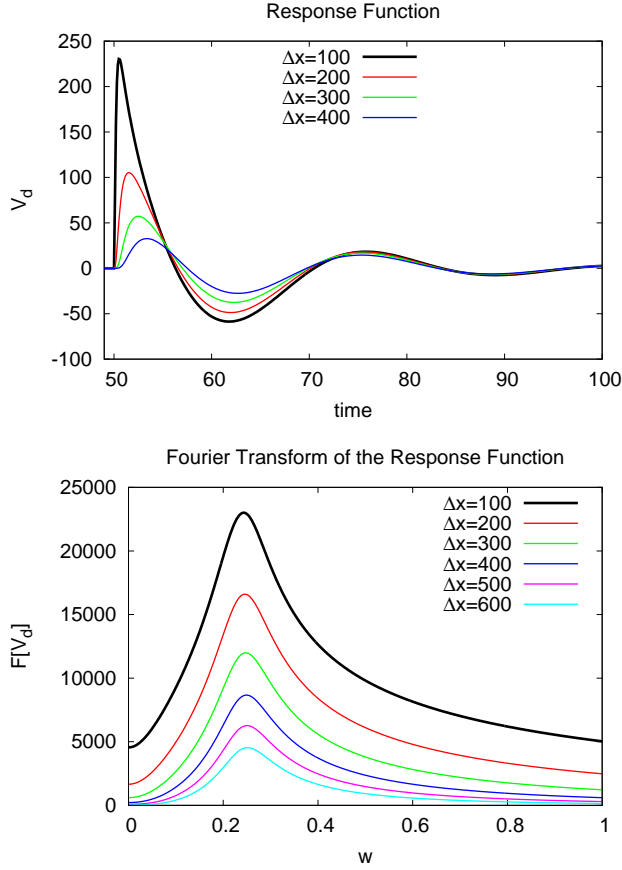 Response Function
250
200
150
100
50
0
-50
-100
V_d
50
60
70
80
90
100
time
Δx=100
Δx=200
Δx=300
Δx=400
Fourier Transform of the Response Function
25000
20000
15000
10000
5000
0
F[V_d]
0
0.2
0.4
0.6
0.8
1
w
Δx=100
Δx=200
Δx=300
Δx=400
Δx=500
Δx=600